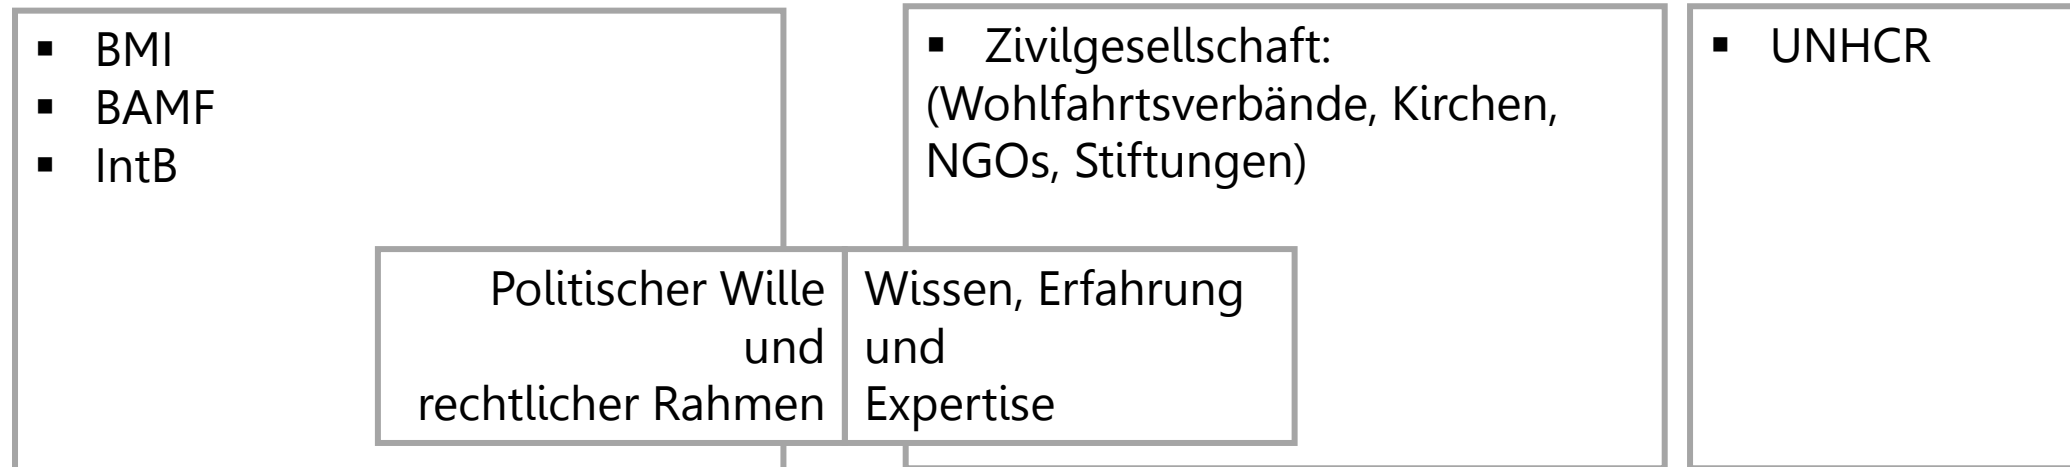 ▪ BMI
▪ BAMF
▪ IntB
▪ Zivilgesellschaft:
(Wohlfahrtsverbände, Kirchen,
NGOs, Stiftungen)
▪ UNHCR
Politischer Wille
und
rechtlicher Rahmen
Wissen, Erfahrung
und
Expertise